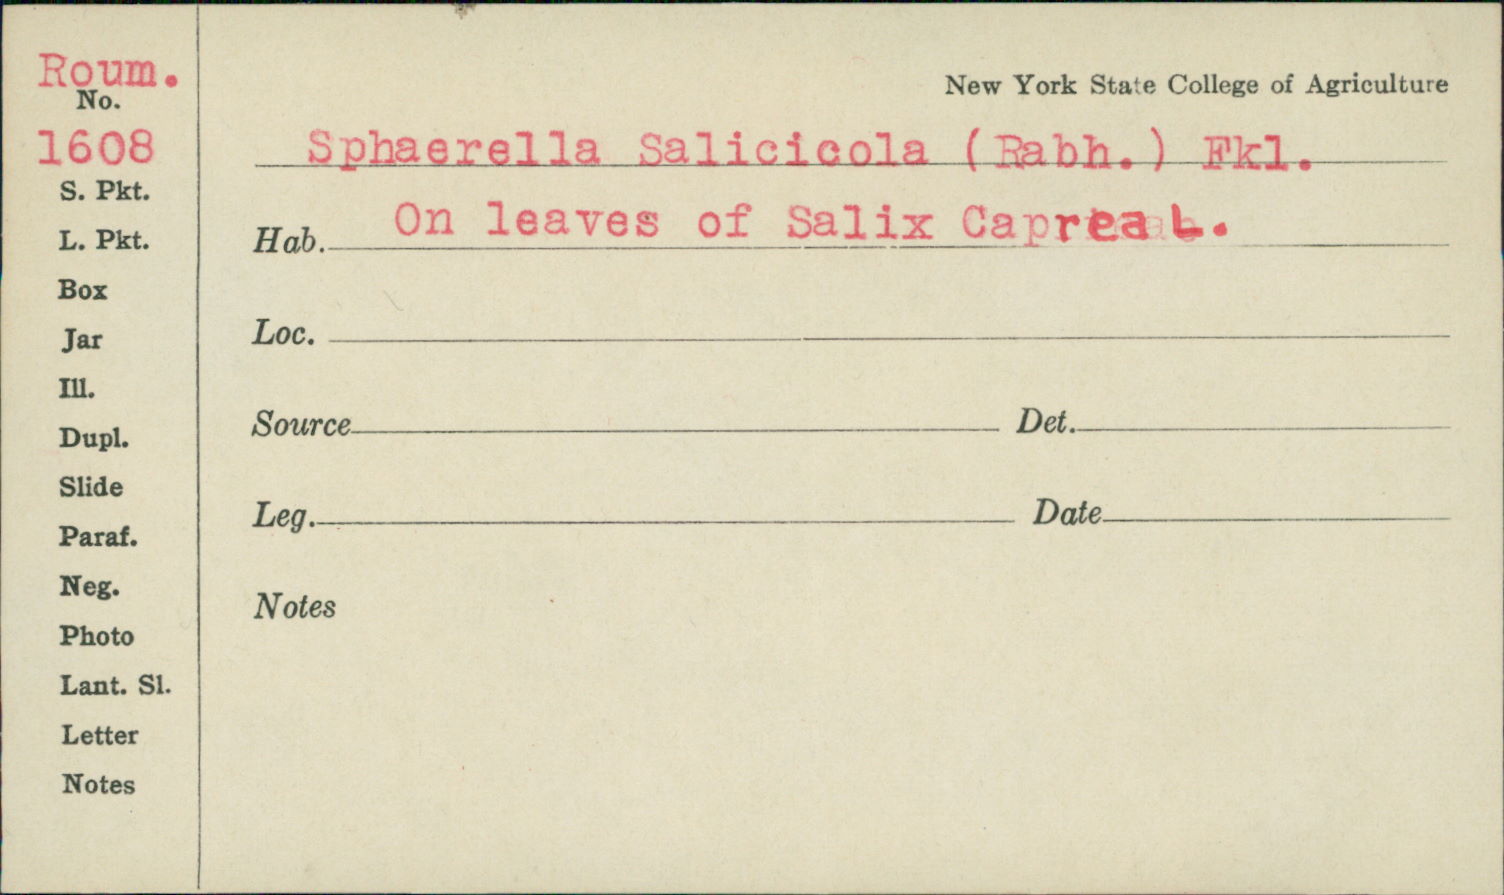 Roum.
No.
1608
S. Pkt.
L. Pkt.
Box
Jar
Ill.
Dupl.
Slide
Paraf.
Neg.
Photo
Lant. Sl.
Letter
Notes
New York State College of Agriculture
Sphaerella Salicicola (Rabh.) Fkl.
Hab. On leaves of Salix Caprea L.
Loc.
Source Det.
Leg. Date
Notes